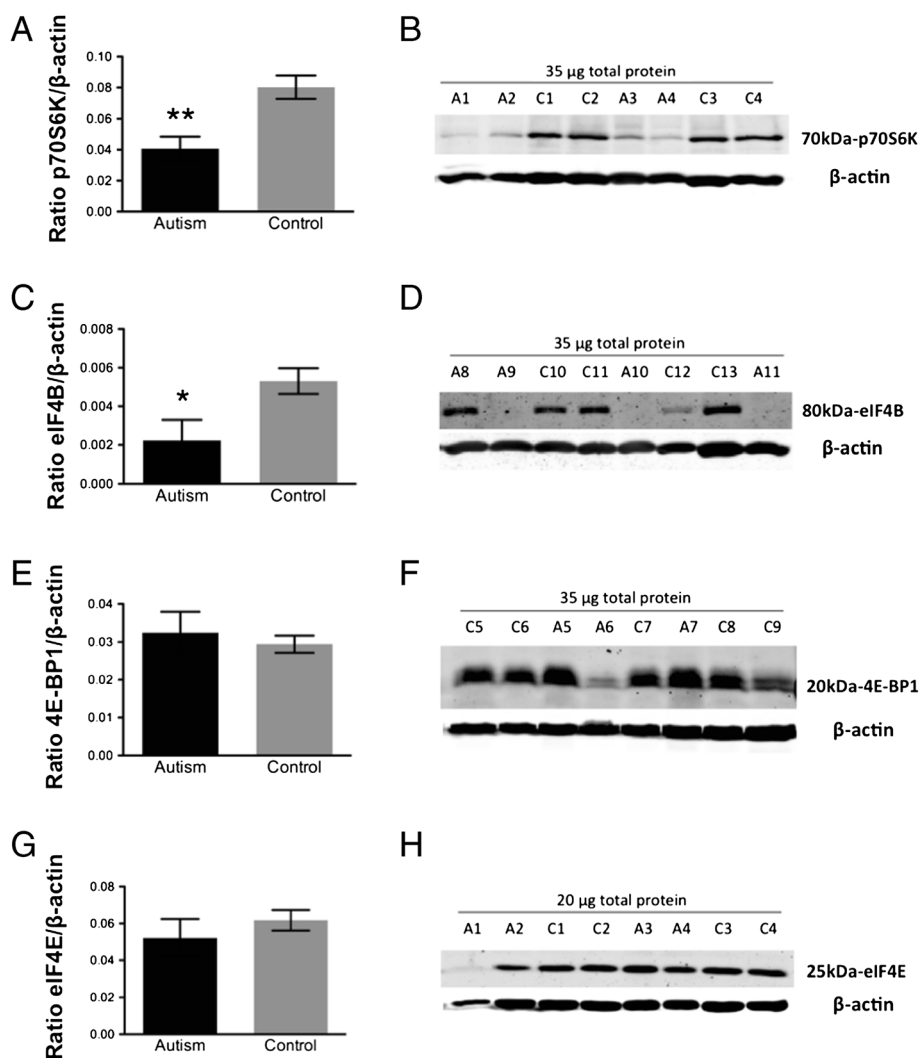 A
Ratio p70S6K/β-actin
0.10
0.08
0.06
0.04
0.02
0.00
**
Autism Control
B
35 µg total protein
A1 A2 C1 C2 A3 A4 C3 C4
70kDa-p70S6K
β-actin
C
Ratio eIF4B/β-actin
0.008
0.006
0.004
0.002
0.000
*
Autism Control
D
35 µg total protein
A8 A9 C10 C11 A10 C12 C13 A11
80kDa-eIF4B
β-actin
E
Ratio 4E-BP1/β-actin
0.04
0.03
0.02
0.01
0.00
Autism Control
F
35 µg total protein
C5 C6 A5 A6 C7 A7 C8 C9
20kDa-4E-BP1
β-actin
G
Ratio eIF4E/β-actin
0.08
0.06
0.04
0.02
0.00
Autism Control
H
20 µg total protein
A1 A2 C1 C2 A3 A4 C3 C4
25kDa-eIF4E
β-actin